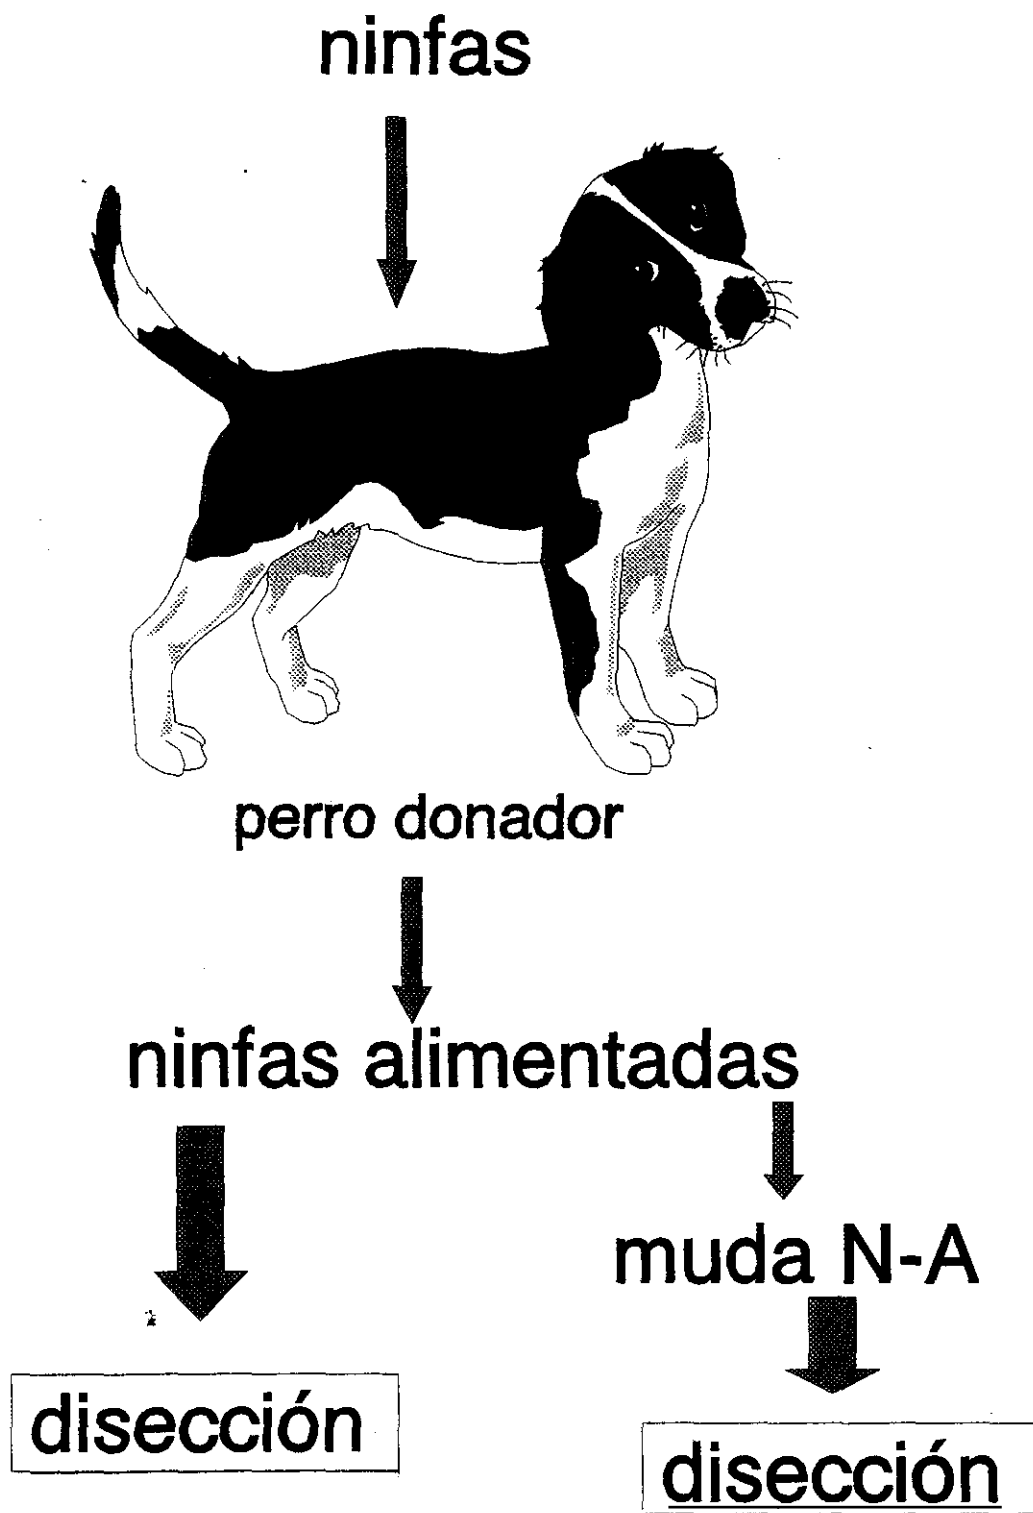 ninfas
perro donador
ninfas alimentadas
muda N-A
disección
disección